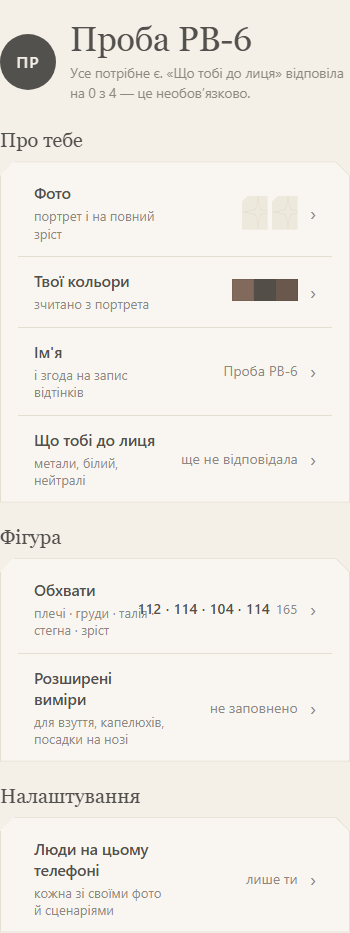 ПР
Проба РВ-6
Усе потрібне є. «Що тобі до лиця» відповіла
на 0 з 4 — це необов’язково.
Про тебе
Фото
портрет і на повний
зріст
›
Твої кольори
зчитано з портрета
›
Ім'я
і згода на запис
відтінків
Проба РВ-6 ›
Що тобі до лиця
метали, білий,
нейтралі
ще не відповідала ›
Фігура
Обхвати
плечі · груди · талія ·
стегна · зріст
112 · 114 · 104 · 114 165 ›
Розширені
виміри
для взуття, капелюхів,
посадки на нозі
не заповнено ›
Налаштування
Люди на цьому
телефоні
кожна зі своїми фото
й сценаріями
лише ти ›